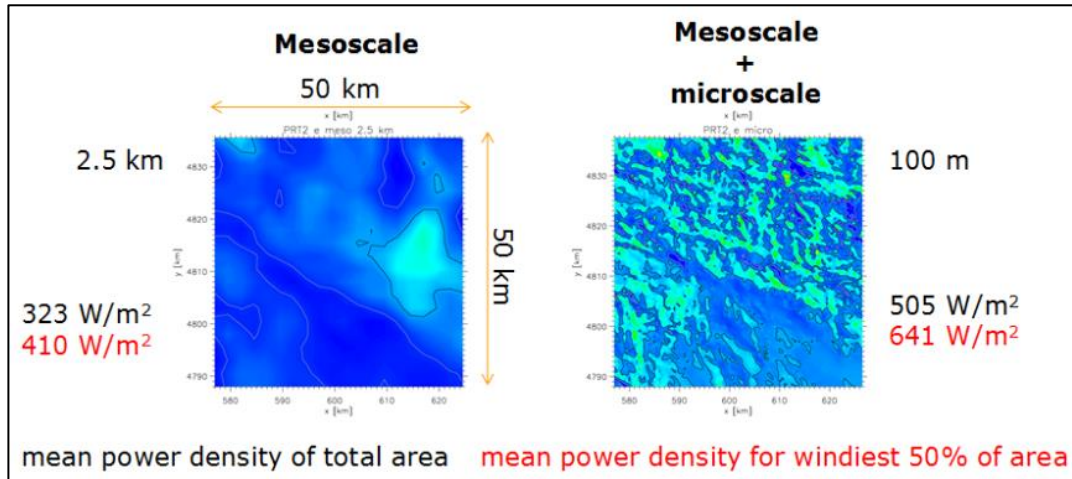 Mesoscale
50 km
x [km]
PRT2 e meso 2.5 km
2.5 km
4830
4820
4810
4800
4790
y [km]
580 590 600 610 620
x [km]
50 km
323 W/m²
410 W/m²
Mesoscale
+
microscale
x [km]
PRT2 e micro
100 m
4830
4820
4810
4800
4790
y [km]
580 590 600 610 620
x [km]
505 W/m²
641 W/m²
mean power density of total area
mean power density for windiest 50% of area